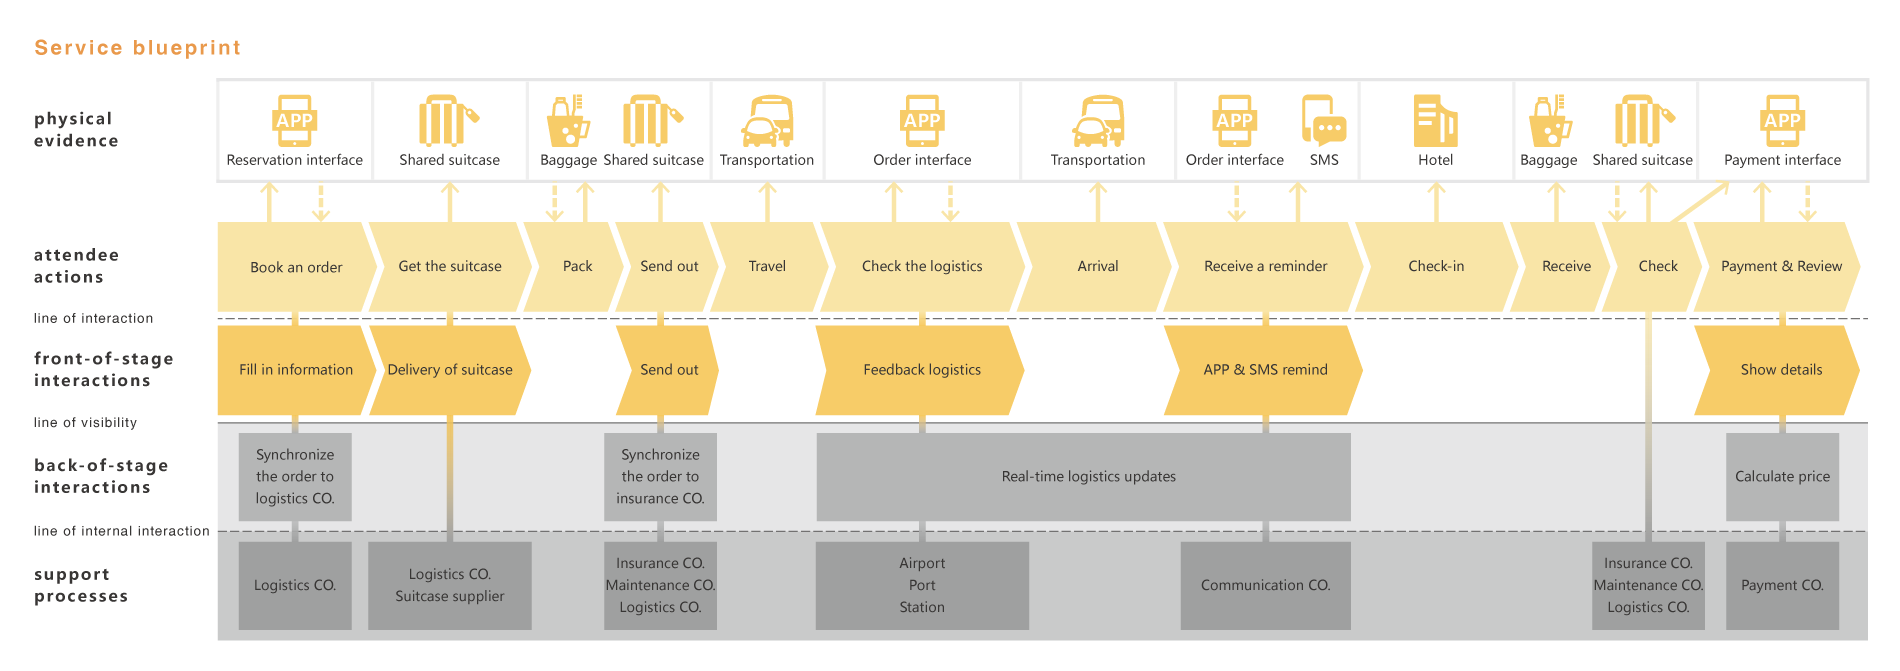 Service blueprint
physical
evidence
APP
Reservation interface
Shared suitcase
Baggage
Shared suitcase
Transportation
APP
Order interface
Transportation
APP
Order interface
SMS
Hotel
Baggage
Shared suitcase
APP
Payment interface
attendee
actions
Book an order
Get the suitcase
Pack
Send out
Travel
Check the logistics
Arrival
Receive a reminder
Check-in
Receive
Check
Payment & Review
line of interaction
front-of-stage
interactions
Fill in information
Delivery of suitcase
Send out
Feedback logistics
APP & SMS remind
Show details
line of visibility
back-of-stage
interactions
Synchronize
the order to
logistics CO.
Synchronize
the order to
insurance CO.
Real-time logistics updates
Calculate price
line of internal interaction
support
processes
Logistics CO.
Logistics CO.
Suitcase supplier
Insurance CO.
Maintenance CO.
Logistics CO.
Airport
Port
Station
Communication CO.
Insurance CO.
Maintenance CO.
Logistics CO.
Payment CO.